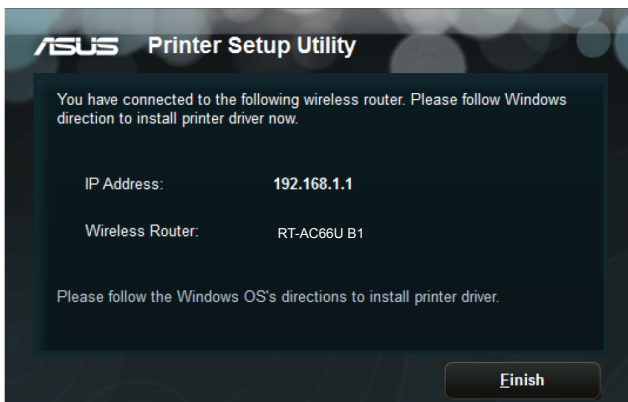 ASUS Printer Setup Utility
You have connected to the following wireless router. Please follow Windows
direction to install printer driver now.
IP Address: 192.168.1.1
Wireless Router: RT-AC66U B1
Please follow the Windows OS's directions to install printer driver.
Finish